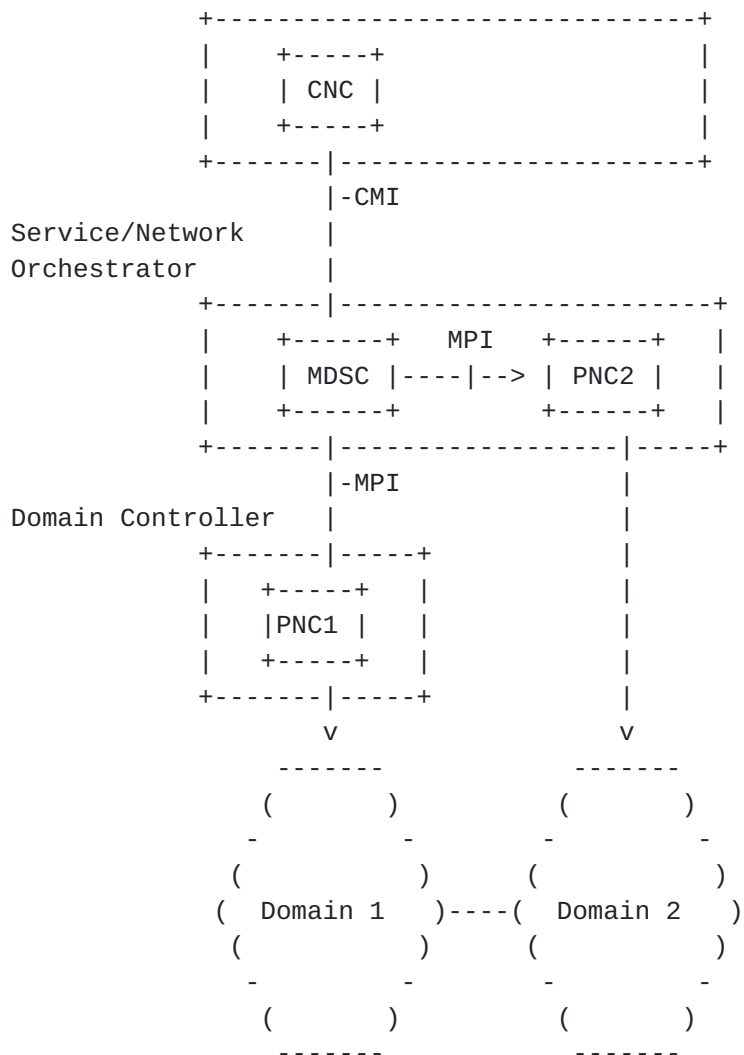 CNC
-CMI
Service/Network
Orchestrator
MPI
MDSC
PNC2
-MPI
Domain Controller
PNC1
v v
Domain 1 Domain 2